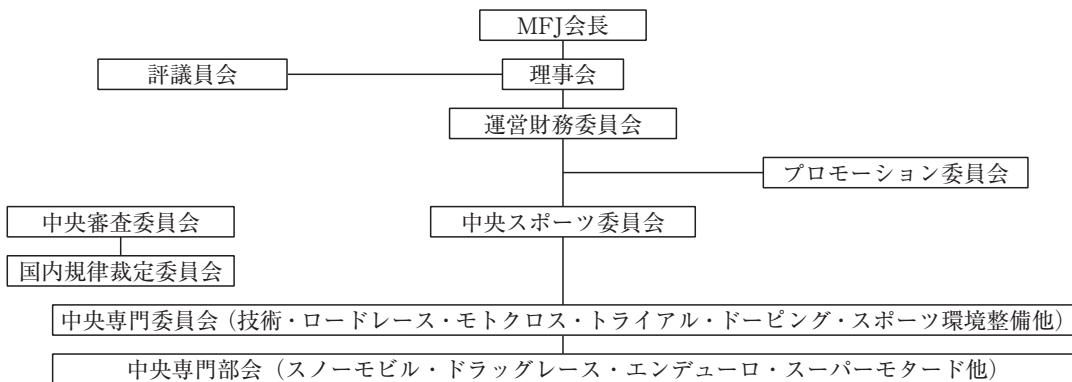 MFJ会長
評議員会
理事会
運営財務委員会
プロモーション委員会
中央審査委員会
中央スポーツ委員会
国内規律裁定委員会
中央専門委員会（技術・ロードレース・モトクロス・トライアル・ドーピング・スポーツ環境整備他）
中央専門部会（スノーモビル・ドラッグレース・エンデューロ・スーパーモタード他）